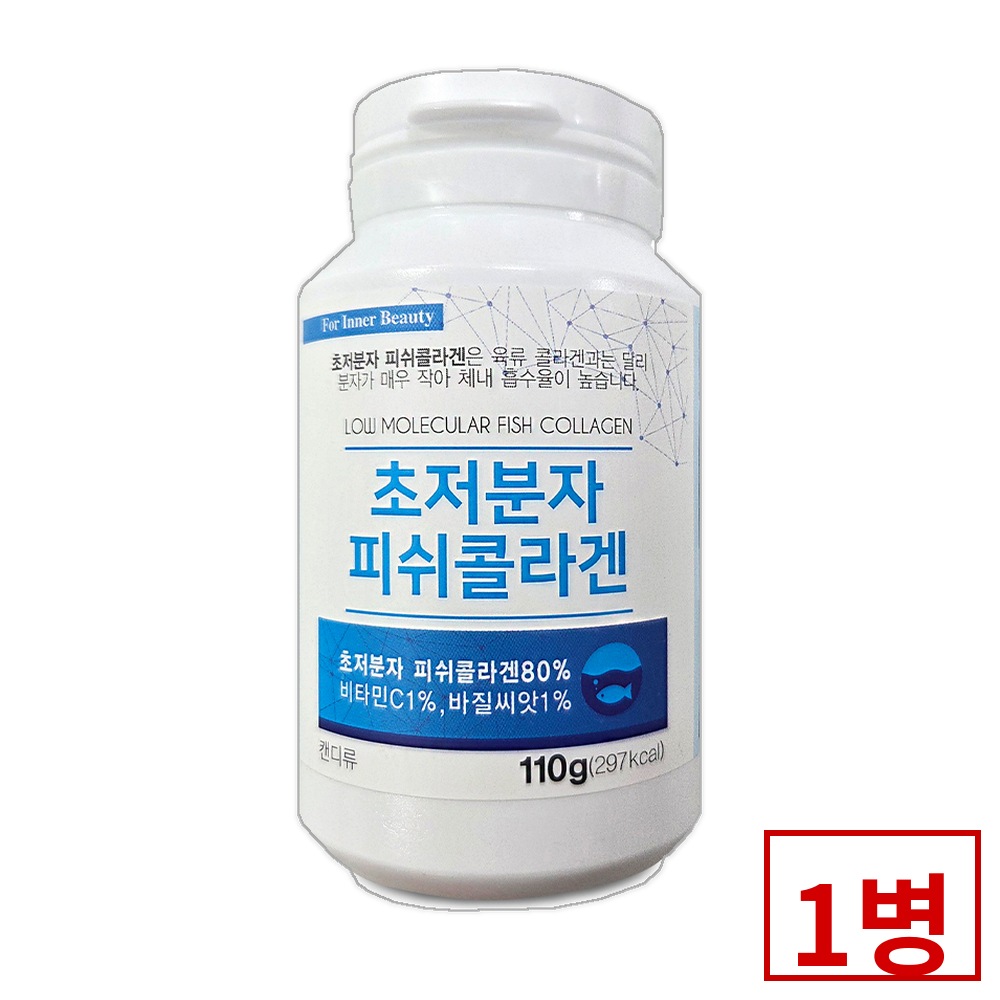 For Inner Beauty
초저분자 피쉬콜라겐은 육류 콜라겐과는 달리
분자가 매우 작아 체내 흡수율이 높습니다.
LOW MOLECULAR FISH COLLAGEN
초저분자
피쉬콜라겐
초저분자 피쉬콜라겐80%
비타민C1%,바질씨앗1%
캔디류
110g(297kcal)
1병